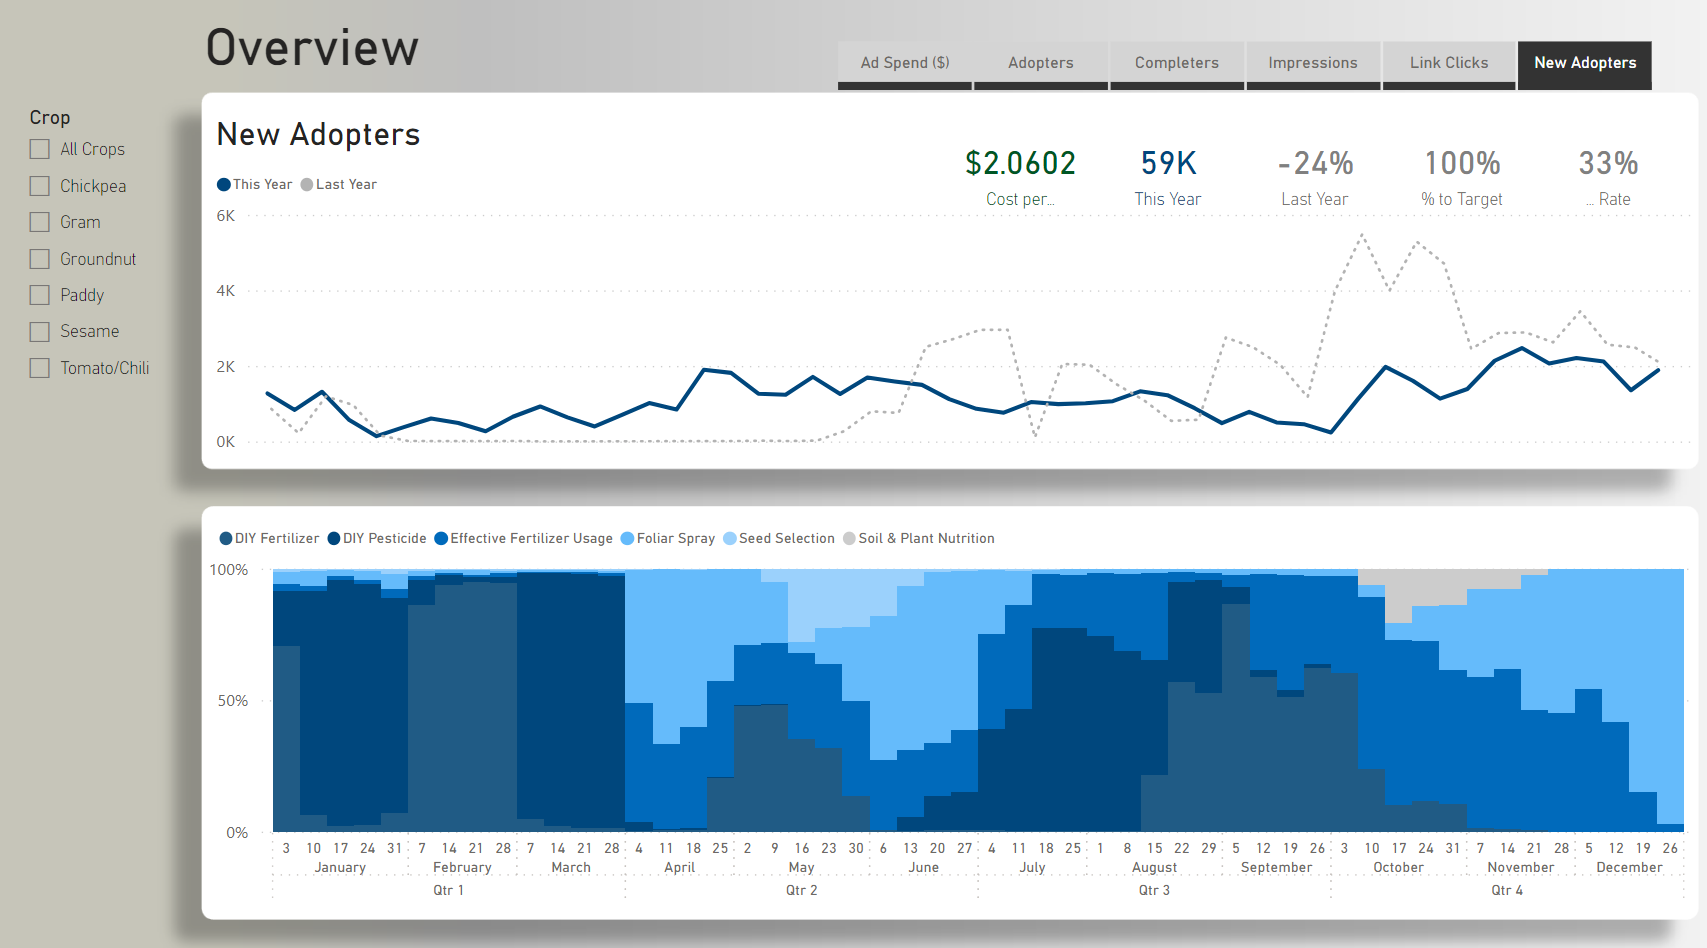 Overview
Ad Spend ($) Adopters Completers Impressions Link Clicks New Adopters
Crop
All Crops
Chickpea
Gram
Groundnut
Paddy
Sesame
Tomato/Chili
New Adopters
This Year Last Year
$2.0602 59K -24% 100% 33%
Cost per... This Year Last Year % to Target ... Rate
6K
4K
2K
0K
DIY Fertilizer DIY Pesticide Effective Fertilizer Usage Foliar Spray Seed Selection Soil & Plant Nutrition
100%
50%
0%
3 10 17 24 31 7 14 21 28 7 14 21 28 4 11 18 25 2 9 16 23 30 6 13 20 27 4 11 18 25 1 8 15 22 29 5 12 19 26 3 10 17 24 31 7 14 21 28 5 12 19 26
January February March April May June July August September October November December
Qtr 1 Qtr 2 Qtr 3 Qtr 4